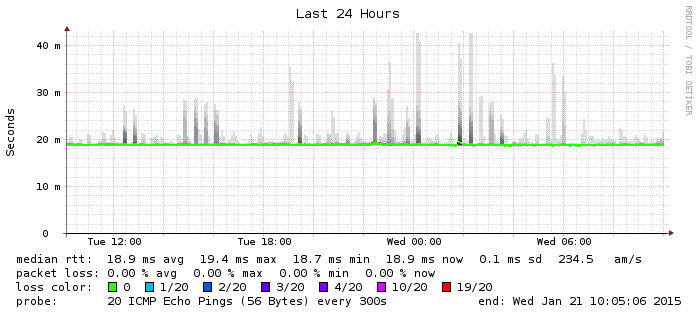 Last 24 Hours
RRDTOOL / TOBI OETIKER
Seconds
40 m
30 m
20 m
10 m
0
Tue 12:00 Tue 18:00 Wed 00:00 Wed 06:00
median rtt: 18.9 ms avg 19.4 ms max 18.7 ms min 18.9 ms now 0.1 ms sd 234.5 am/s
packet loss: 0.00 % avg 0.00 % max 0.00 % min 0.00 % now
loss color: 0 1/20 2/20 3/20 4/20 10/20 19/20
probe: 20 ICMP Echo Pings (56 Bytes) every 300s end: Wed Jan 21 10:05:06 2015